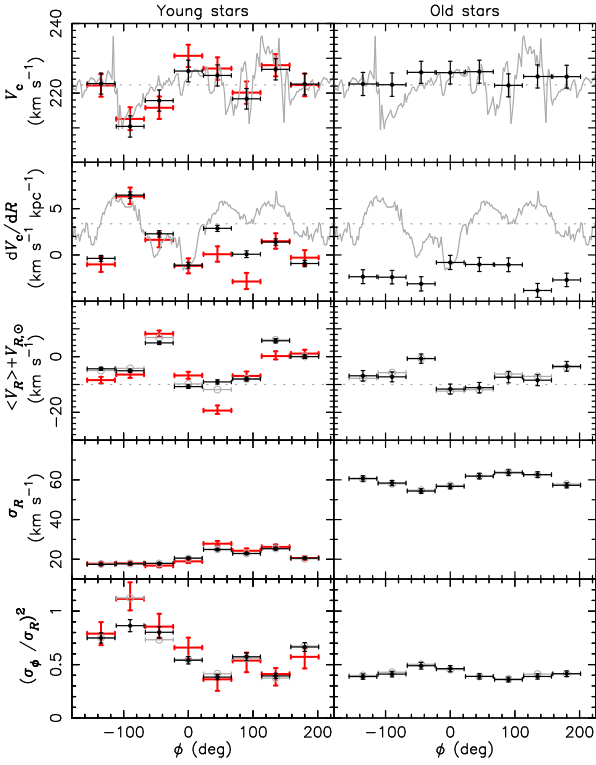 Young stars Old stars
240
V_c
(km s⁻¹)
220
dV_c/dR
(km s⁻¹ kpc⁻¹)
5
0
<V_R>+V_R,⊙
(km s⁻¹)
0
−20
σ_R
(km s⁻¹)
60
40
20
(σ_ϕ /σ_R)²
1
0.5
0
−100 0 100 200 −100 0 100 200
ϕ (deg) ϕ (deg)